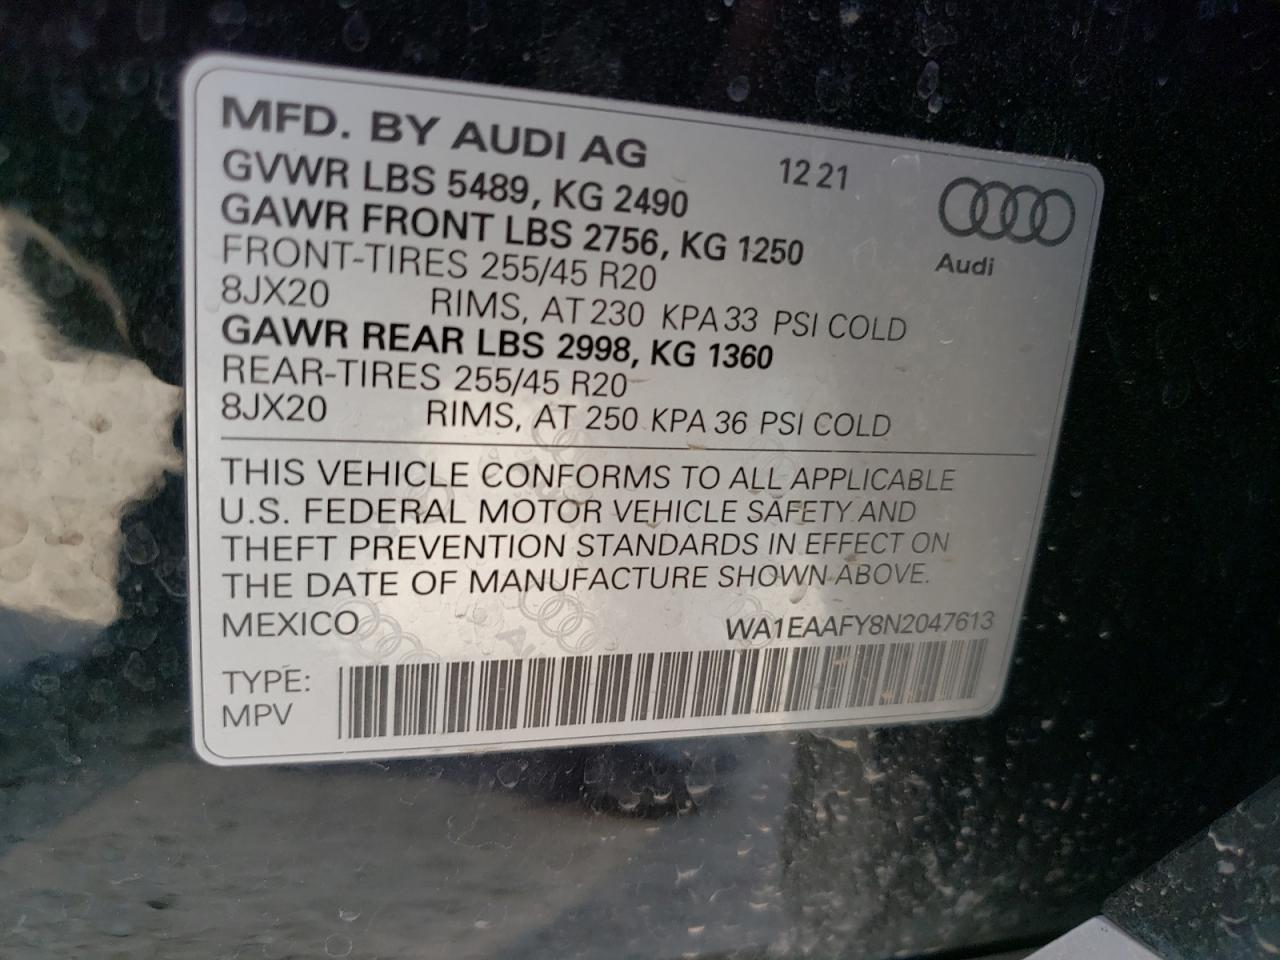 MFD. BY AUDI AG 12 21
GVWR LBS 5489, KG 2490
GAWR FRONT LBS 2756, KG 1250
Audi
FRONT-TIRES 255/45 R20
8JX20 RIMS, AT 230 KPA 33 PSI COLD
GAWR REAR LBS 2998, KG 1360
REAR-TIRES 255/45 R20
8JX20 RIMS, AT 250 KPA 36 PSI COLD
THIS VEHICLE CONFORMS TO ALL APPLICABLE
U.S. FEDERAL MOTOR VEHICLE SAFETY AND
THEFT PREVENTION STANDARDS IN EFFECT ON
THE DATE OF MANUFACTURE SHOWN ABOVE.
MEXICO WA1EAAFY8N2047613
TYPE:
MPV